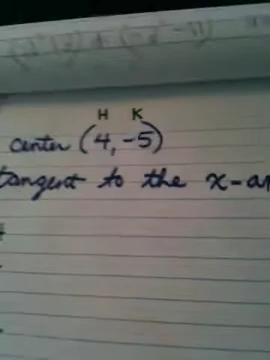 H K
center (4, -5)
tangent to the